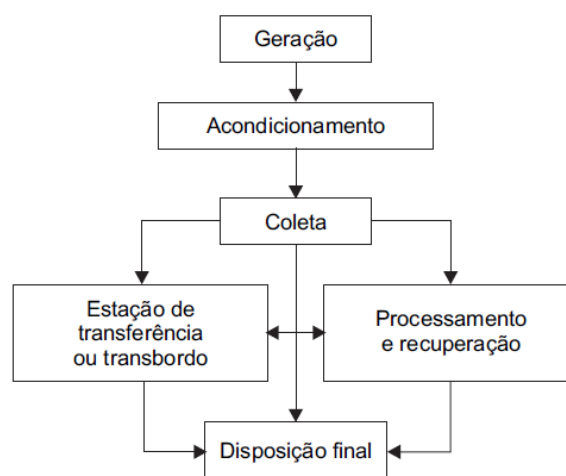 Geração
Acondicionamento
Coleta
Estação de
transferência
ou transbordo
Processamento
e recuperação
Disposição final